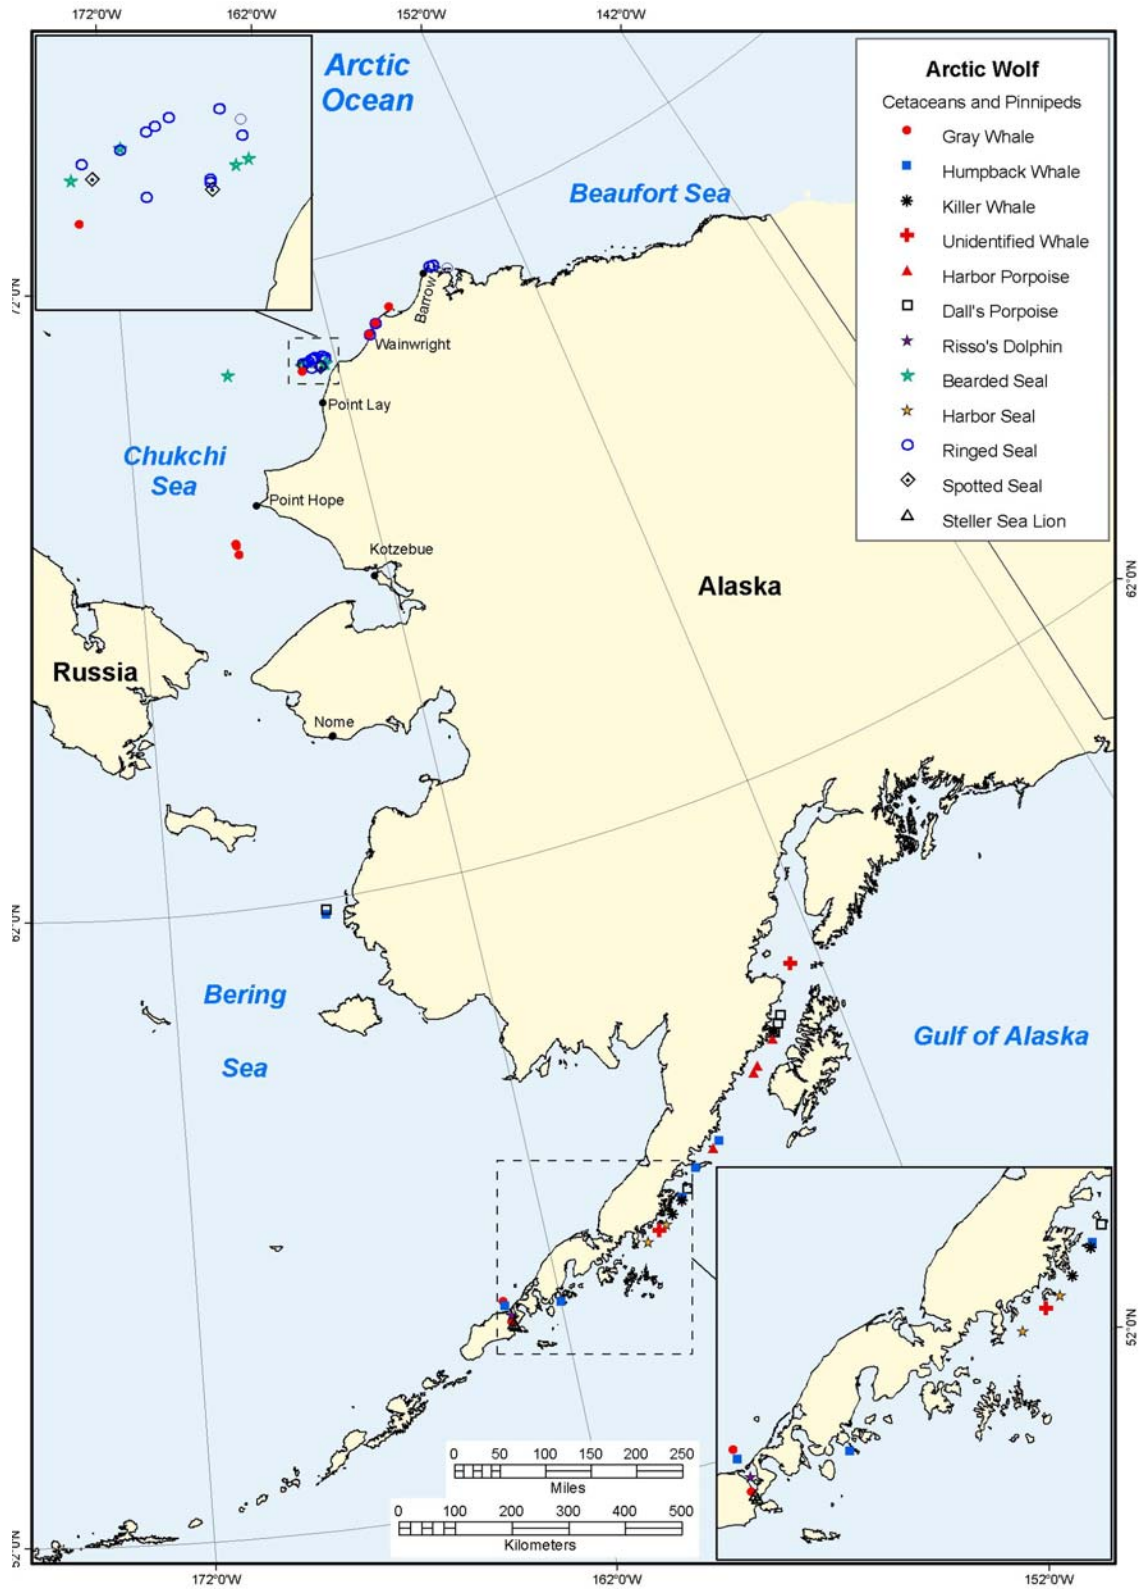 172°0'W 162°0'W 152°0'W 142°0'W
Arctic
Ocean
Beaufort Sea
Arctic Wolf
Cetaceans and Pinnipeds
Gray Whale
Humpback Whale
Killer Whale
Unidentified Whale
Harbor Porpoise
Dall's Porpoise
Risso's Dolphin
Bearded Seal
Harbor Seal
Ringed Seal
Spotted Seal
Steller Sea Lion
72°0'N
Barrow
Wainwright
Point Lay
Chukchi
Sea
Point Hope
Kotzebue
62°0'N
Alaska
Russia
Nome
62°0'N
Bering
Sea
Gulf of Alaska
52°0'N
0 50 100 150 200 250
Miles
0 100 200 300 400 500
Kilometers
52°0'N
172°0'W 162°0'W 152°0'W